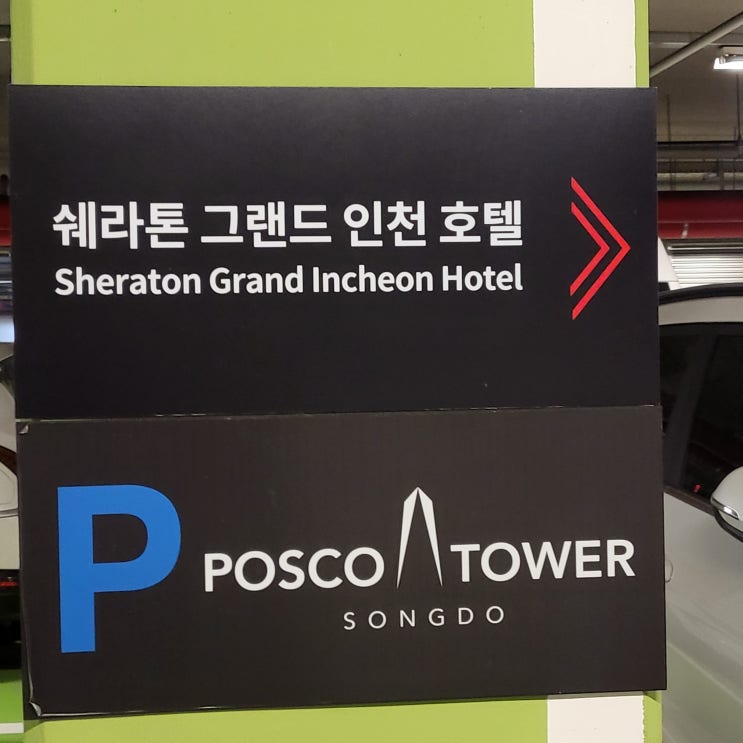 쉐라톤 그랜드 인천 호텔
Sheraton Grand Incheon Hotel
P
POSCO TOWER
SONGDO